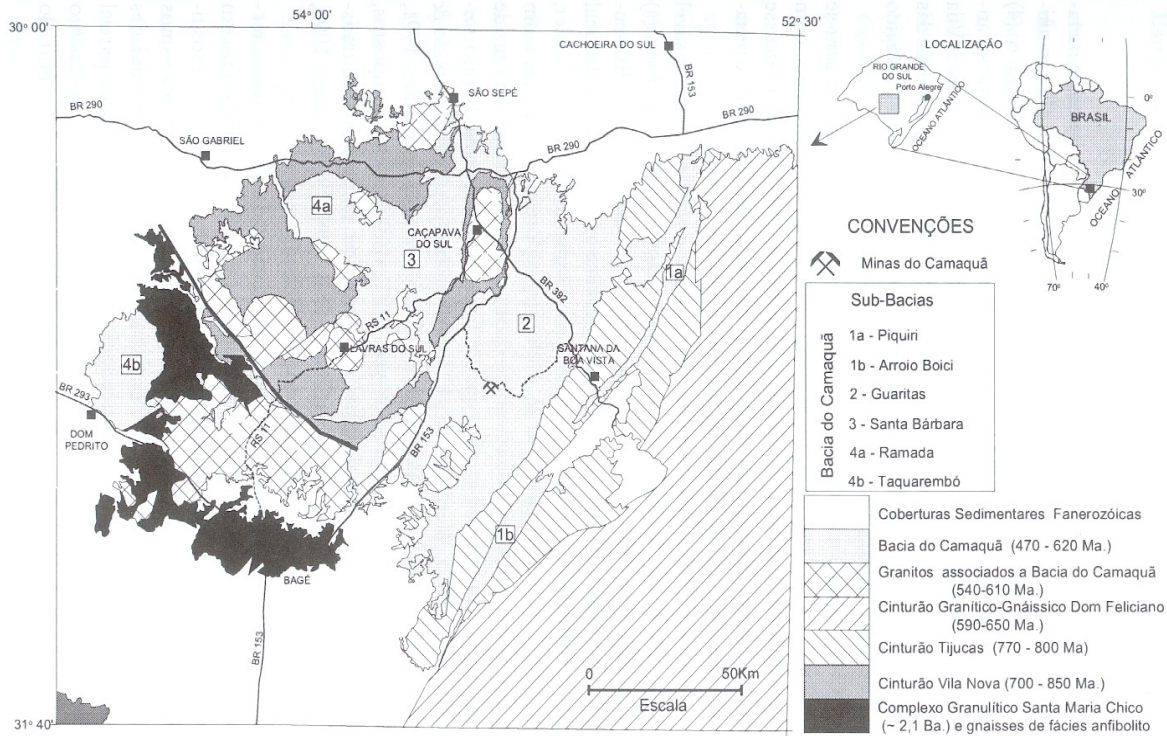 30° 00'
54° 00'
52° 30'
CACHOEIRA DO SUL
BR 153
BR 290
SÃO SEPÉ
SÃO GABRIEL
BR 290
BR 290
4a
CAÇAPAVA
DO SUL
3
1a
BR 392
RS 11
2
LAVRAS DO SUL
SANTANA DA
BOA VISTA
4b
BR 293
DOM
PEDRITO
RS 11
BR 153
1b
BAGÉ
BR 153
0
50Km
Escala
31° 40'
LOCALIZAÇÃO
RIO GRANDE
DO SUL
Porto Alegre
OCEANO ATLÂNTICO
BRASIL
0°
30°
OCEANO ATLÂNTICO
70°
40°
CONVENÇÕES
Minas do Camaquã
Bacia do Camaquã
Sub-Bacias
1a - Piquiri
1b - Arroio Boici
2 - Guaritas
3 - Santa Bárbara
4a - Ramada
4b - Taquarembó
Coberturas Sedimentares Fanerozóicas
Bacia do Camaquã (470 - 620 Ma.)
Granitos associados a Bacia do Camaquã
(540-610 Ma.)
Cinturão Granítico-Gnáissico Dom Feliciano
(590-650 Ma.)
Cinturão Tijucas (770 - 800 Ma)
Cinturão Vila Nova (700 - 850 Ma.)
Complexo Granulítico Santa Maria Chico
(~ 2,1 Ba.) e gnaisses de fácies anfibolito